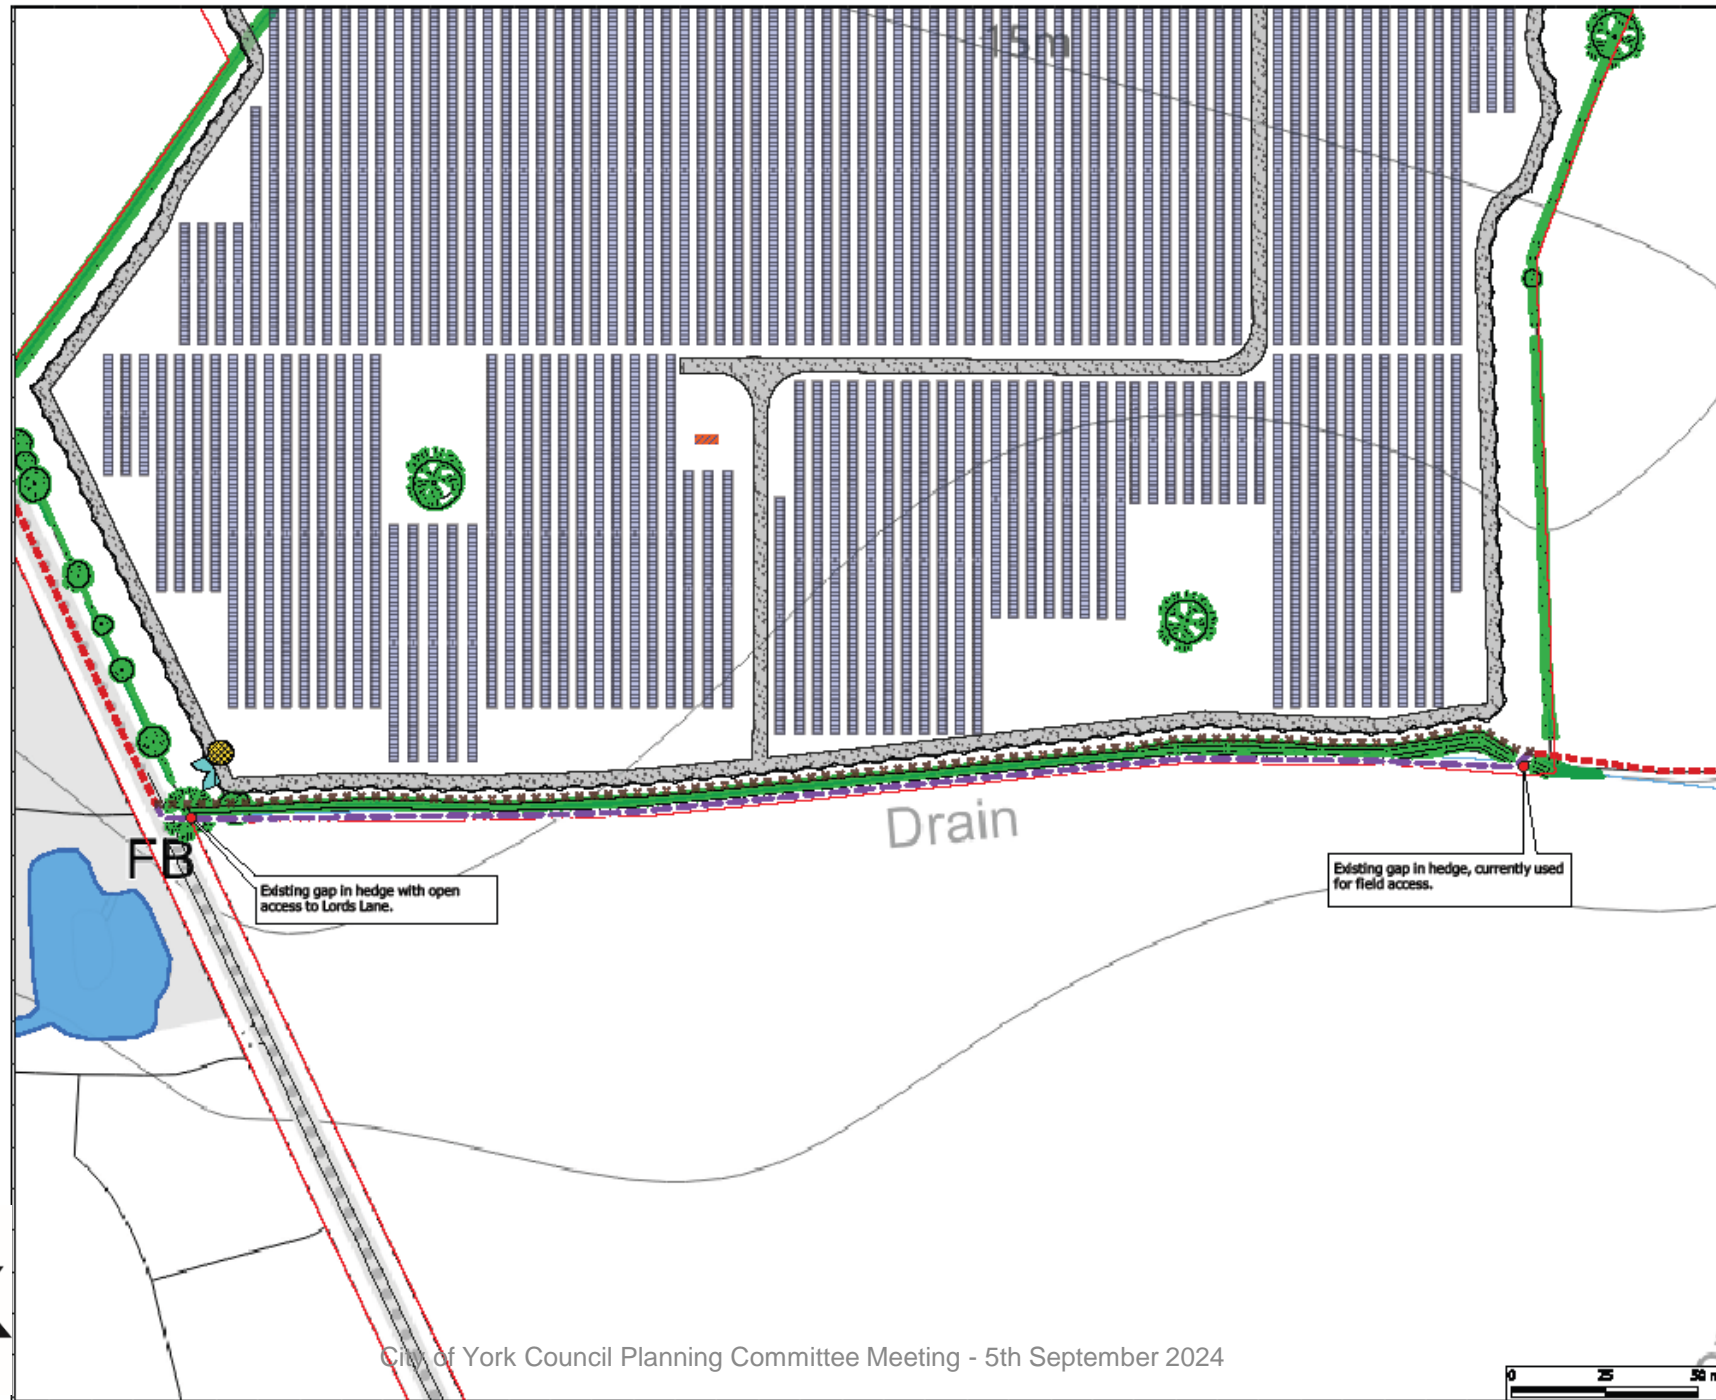 15m
Drain
FB
Existing gap in hedge with open
access to Lords Lane.
Existing gap in hedge, currently used
for field access.
City of York Council Planning Committee Meeting - 5th September 2024
0 25 50 m